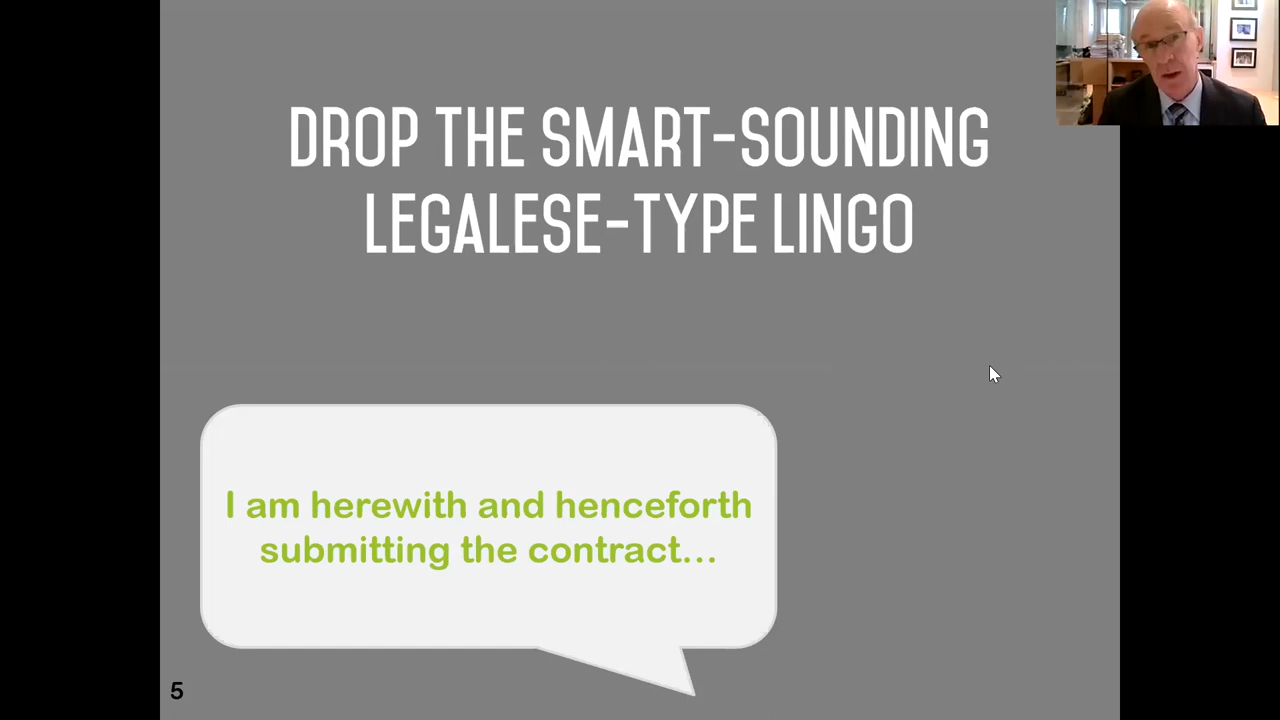 DROP THE SMART-SOUNDING
LEGALESE-TYPE LINGO
I am herewith and henceforth
submitting the contract...
5